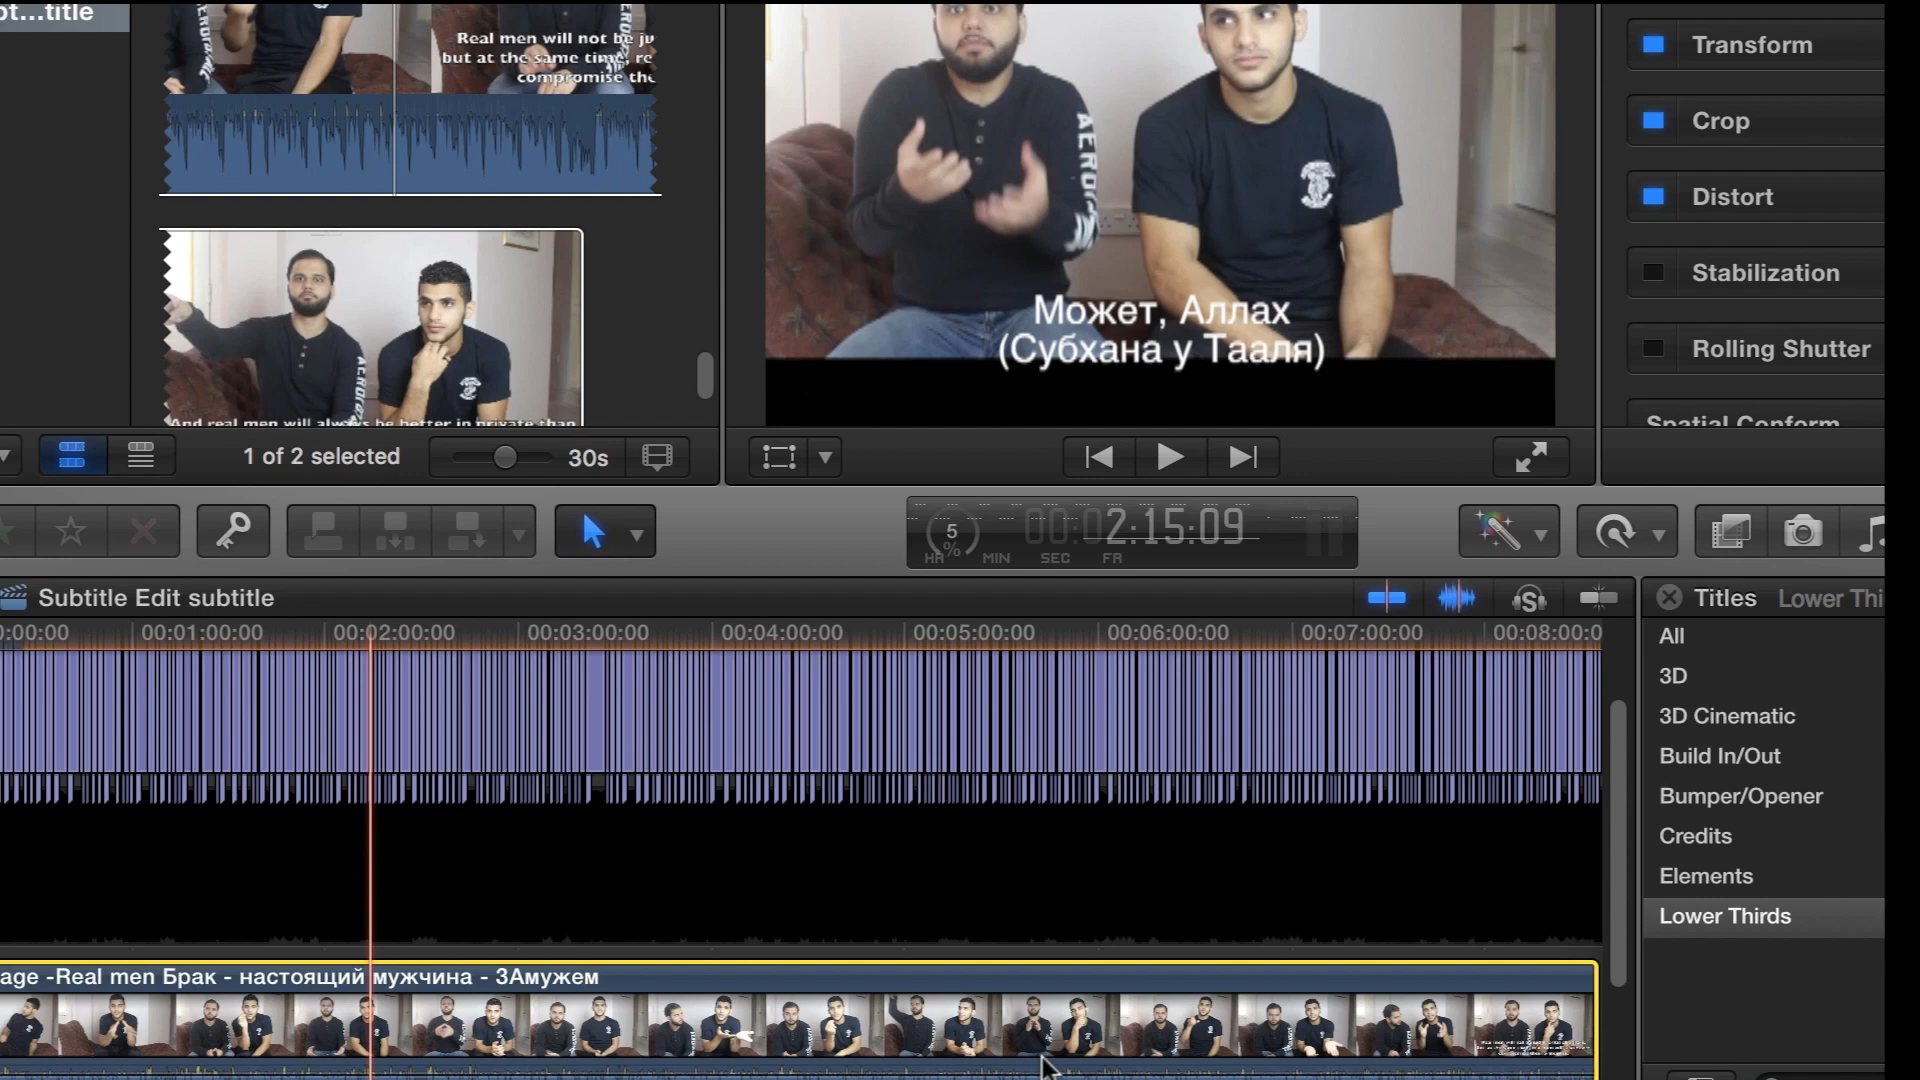 pt...title
Real men will not be ju
but at the same time, re
compromise the
AEROPO
Transform
Crop
Distort
Stabilization
Rolling Shutter
Spatial Conform
Может, Аллах
(Субхана у Тааля)
And real men will always be better in private than
1 of 2 selected
30s
5
%
00:02:15:09
HR MIN SEC FR
Subtitle Edit subtitle
0:00:00
00:01:00:00
00:02:00:00
00:03:00:00
00:04:00:00
00:05:00:00
00:06:00:00
00:07:00:00
00:08:00:0
Titles
Lower Thi
All
3D
3D Cinematic
Build In/Out
Bumper/Opener
Credits
Elements
Lower Thirds
age -Real men Брак - настоящий мужчина - ЗАмужем